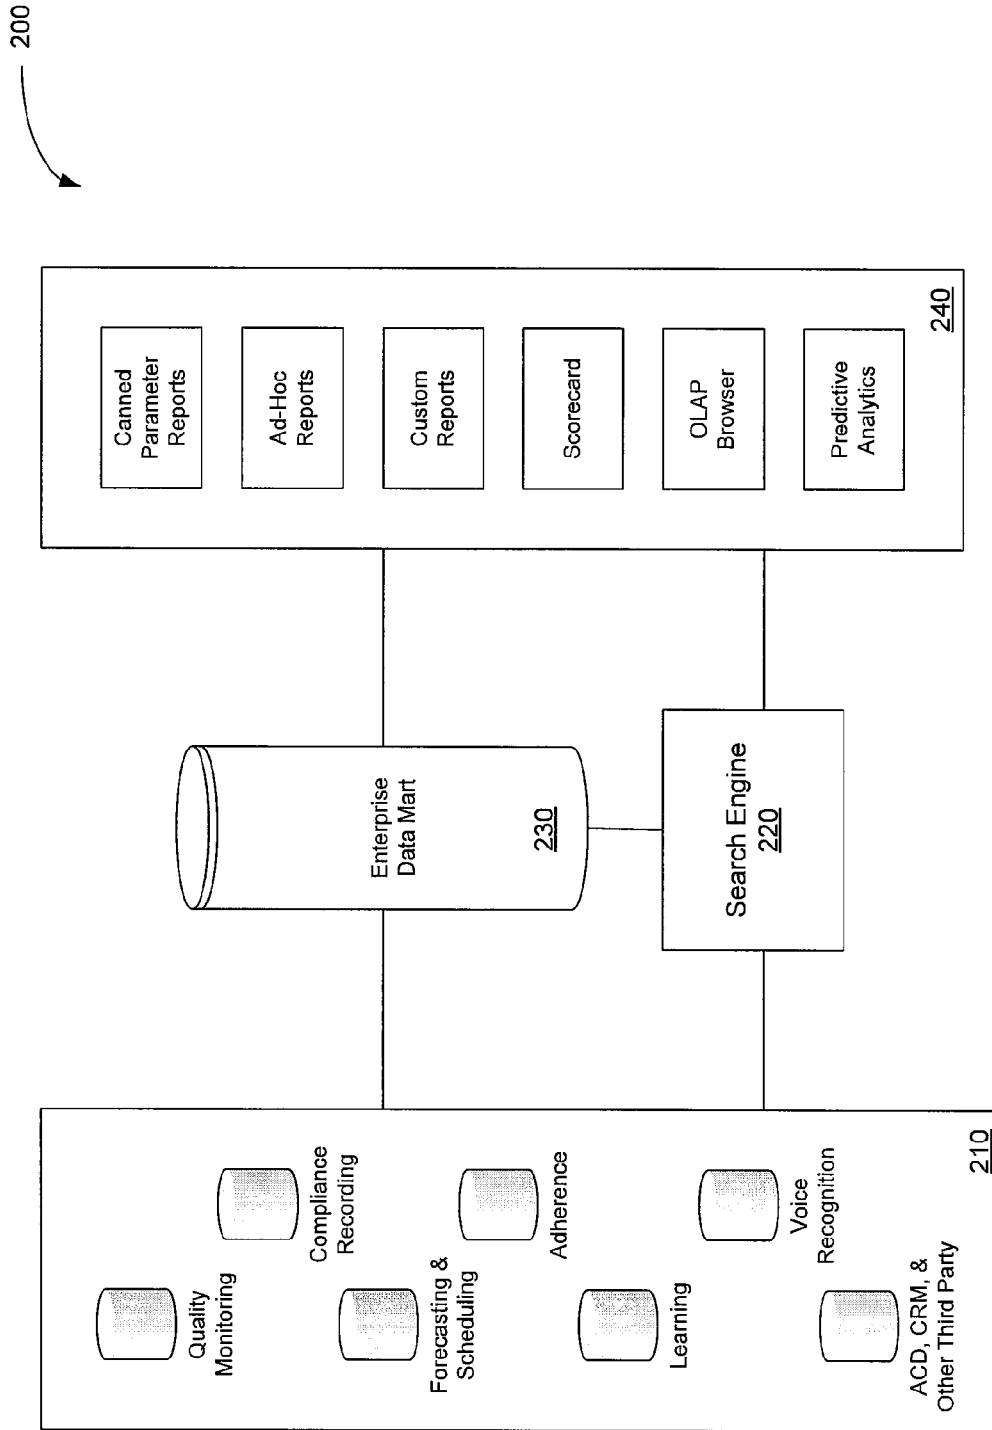 200
Quality
Monitoring
Compliance
Recording
Forecasting &
Scheduling
Adherence
Learning
Voice
Recognition
ACD, CRM, &
Other Third Party
210
Enterprise
Data Mart
230
Search Engine
220
Canned
Parameter
Reports
Ad-Hoc
Reports
Custom
Reports
Scorecard
OLAP
Browser
Predictive
Analytics
240